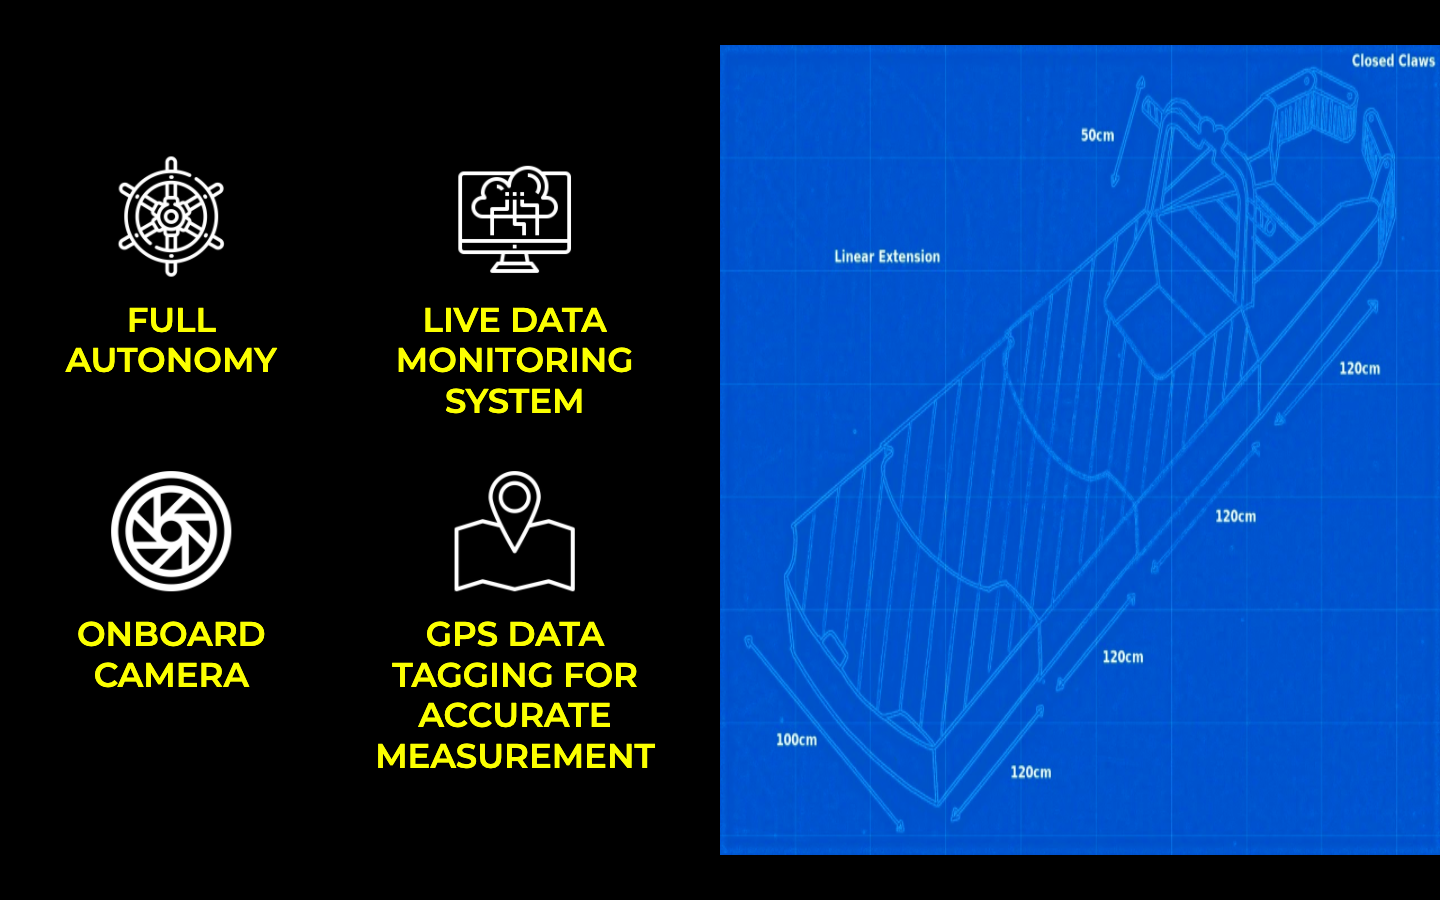 FULL
AUTONOMY
LIVE DATA
MONITORING
SYSTEM
ONBOARD
CAMERA
GPS DATA
TAGGING FOR
ACCURATE
MEASUREMENT
Closed Claws
50cm
Linear Extension
120cm
120cm
120cm
100cm
120cm